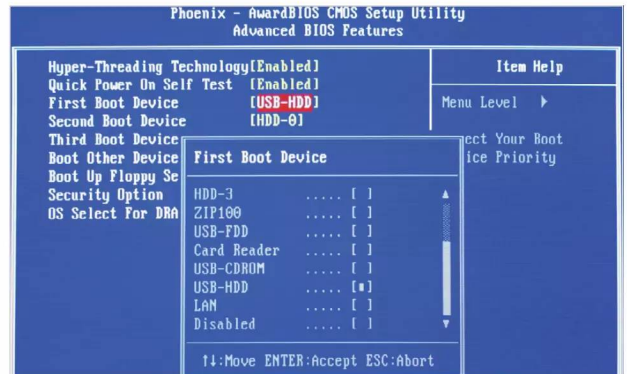 Phoenix - AwardBIOS CMOS Setup Utility
Advanced BIOS Features
Hyper-Threading Technology[Enabled]
Quick Power On Self Test [Enabled]
First Boot Device [USB-HDD]
Second Boot Device [HDD-0]
Third Boot Device
Boot Other Device
Boot Up Floppy Se
Security Option
OS Select For DRA
Item Help
Menu Level ▶
ect Your Boot
ice Priority
First Boot Device
HDD-3 ..... [ ]
ZIP100 ..... [ ]
USB-FDD ..... [ ]
Card Reader ..... [ ]
USB-CDROM ..... [ ]
USB-HDD ..... [■]
LAN ..... [ ]
Disabled ..... [ ]
↑↓:Move ENTER:Accept ESC:Abort